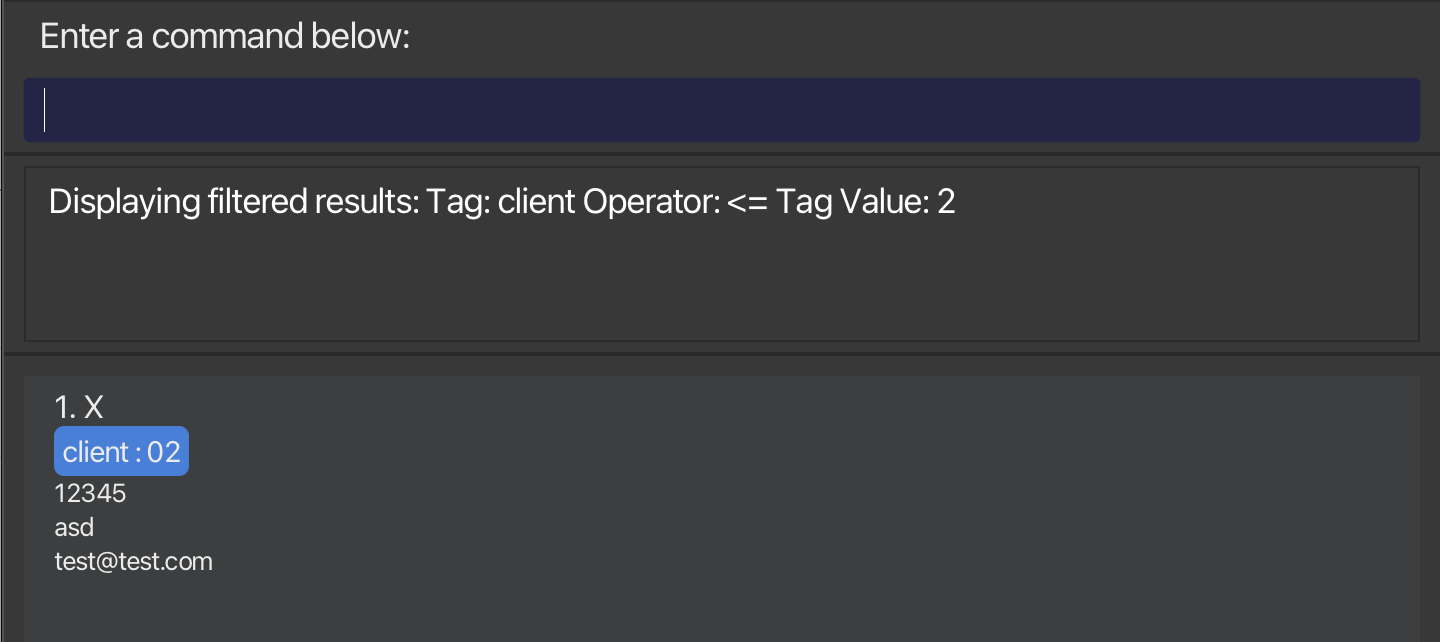 Enter a command below:
Displaying filtered results: Tag: client Operator: <= Tag Value: 2
1. X
client : 02
12345
asd
test@test.com